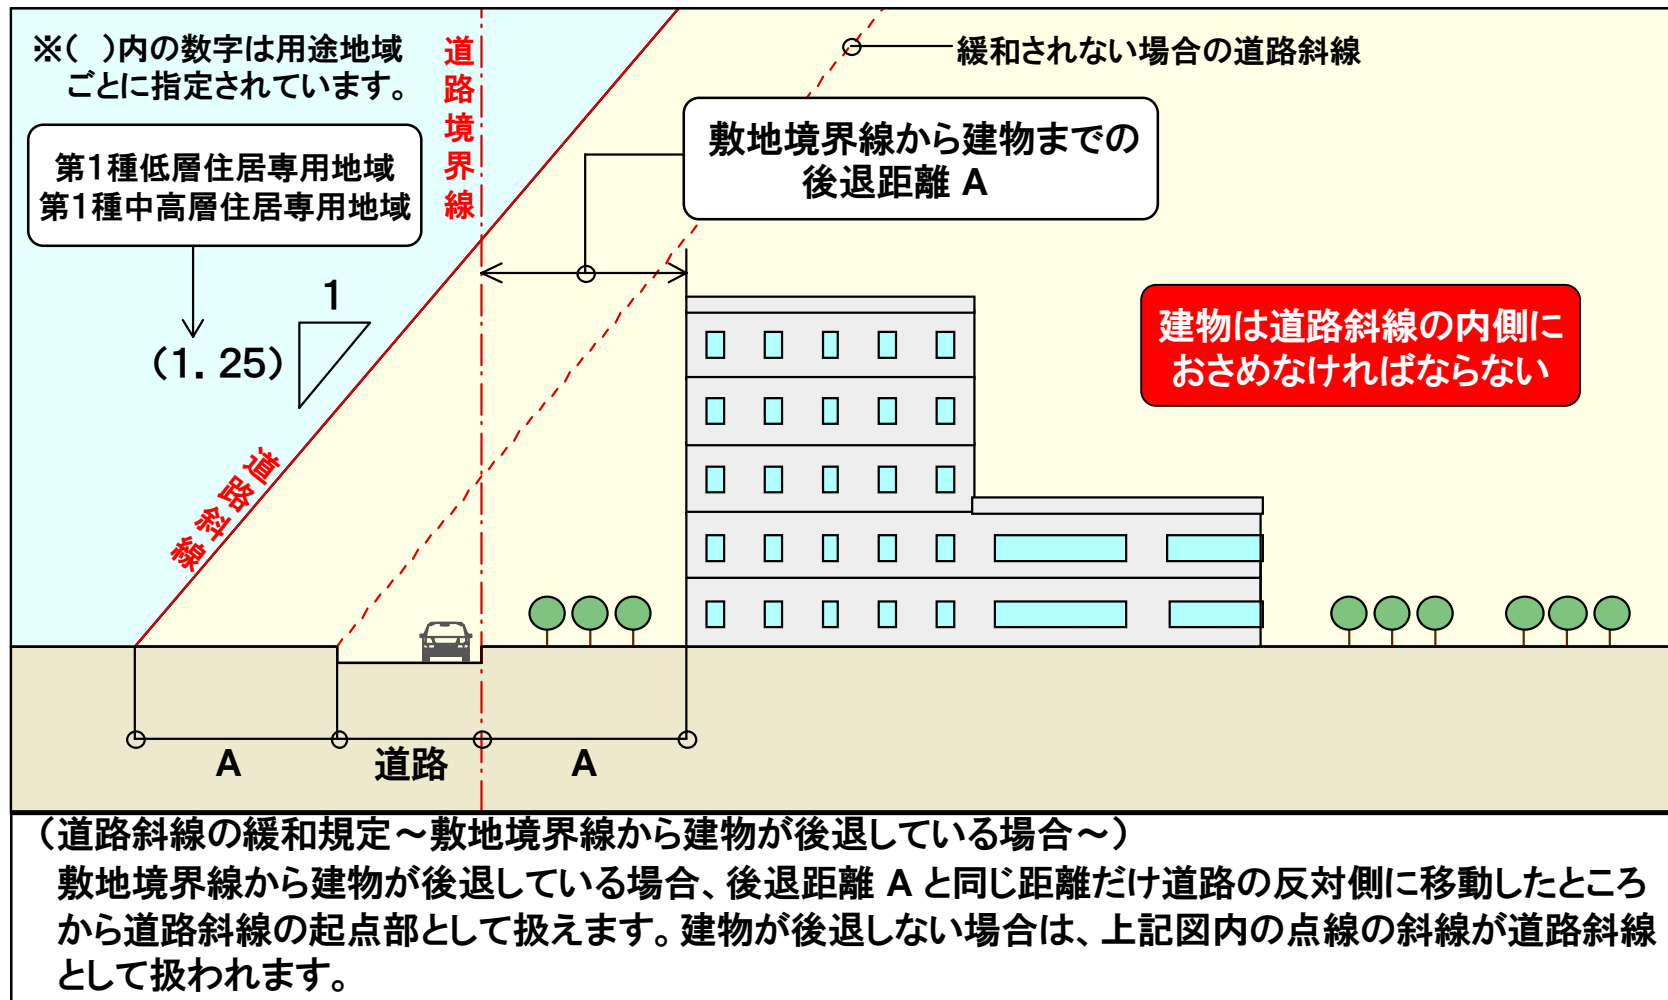 ※(　)内の数字は用途地域
ごとに指定されています。
道路境界線
緩和されない場合の道路斜線
敷地境界線から建物までの
後退距離 A
第1種低層住居専用地域
第1種中高層住居専用地域
1
(1. 25)
建物は道路斜線の内側に
おさめなければならない
道路斜線
A
道路
A
(道路斜線の緩和規定～敷地境界線から建物が後退している場合～)
敷地境界線から建物が後退している場合、後退距離 A と同じ距離だけ道路の反対側に移動したところ
から道路斜線の起点部として扱えます。建物が後退しない場合は、上記図内の点線の斜線が道路斜線
として扱われます。